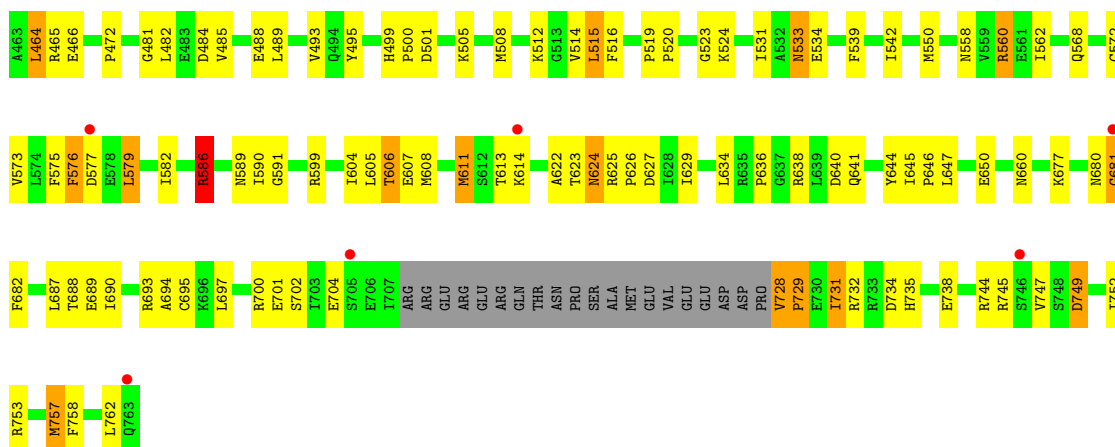 A463 L464 R465 E466 P472 G481 L482 E483 D484 V485 E488 L489 V493 Q494 Y495 H499 P500 D501 K505 M508 K512 G513 V514 L515 F516 P519 P520 G523 K524 I531 A532 N533 E534 F539 I542 M550 N558 V559 R560 E561 I562 Q568
V573 L574 F575 F576 D577 E578 L579 I582 R586 N589 I590 G591 R599 I604 L605 T606 E607 M608 M611 S612 T613 K614 A622 T623 N624 R625 P626 D627 I628 I629 L634 R635 P636 G637 R638 L639 D640 Q641 Y644 I645 P646 L647 E650 N660 K677 N680
F682 L687 T688 E689 I690 R693 A694 C695 K696 L697 R700 E701 S702 I703 E704 S705 E706 I707 ARG ARG GLU ARG GLU ARG GLN THR ASN PRO SER ALA MET GLU VAL GLU GLU ASP ASP PRO V728 P729 E730 I731 R732 R733 D734 H735 E738 R744 R745 S746 V747 S748 D749
R753 M757 F758 L762 Q763